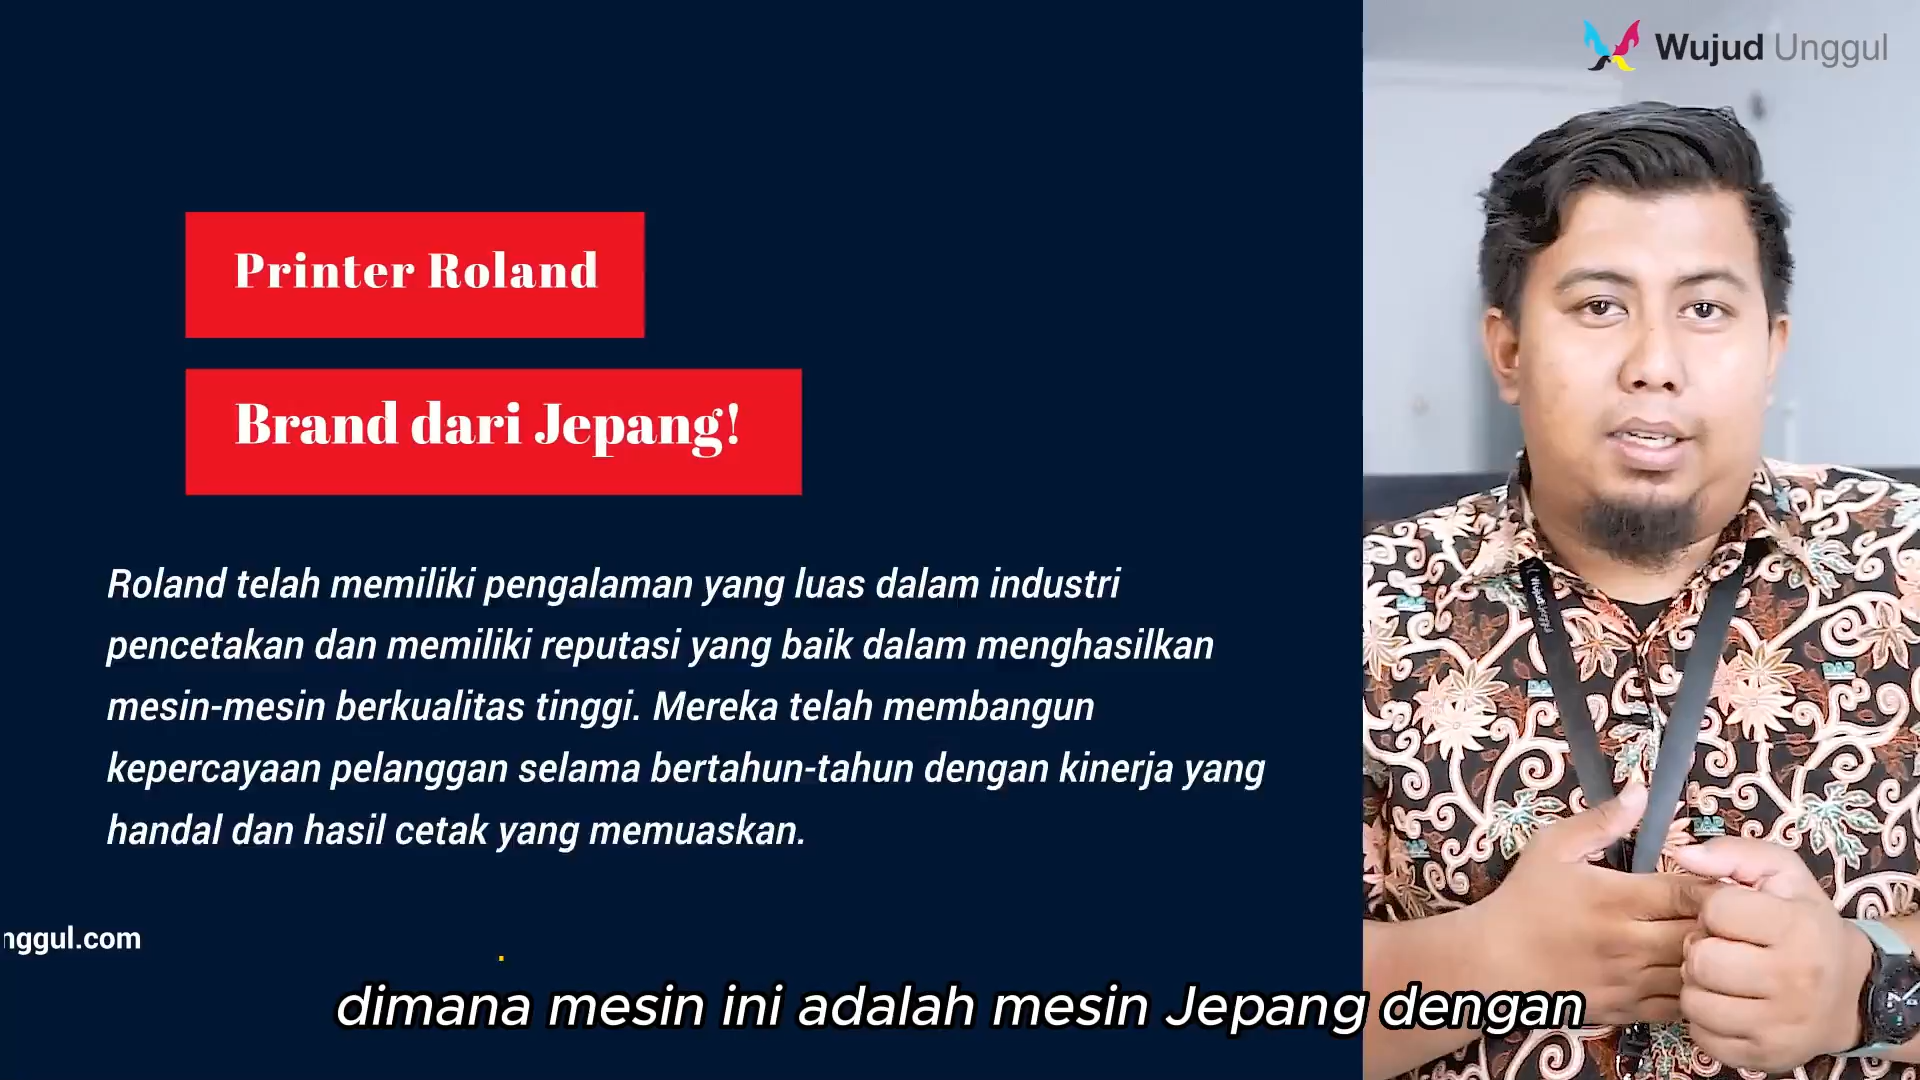 Wujud Unggul
Printer Roland
Brand dari Jepang!
Roland telah memiliki pengalaman yang luas dalam industri
pencetakan dan memiliki reputasi yang baik dalam menghasilkan
mesin-mesin berkualitas tinggi. Mereka telah membangun
kepercayaan pelanggan selama bertahun-tahun dengan kinerja yang
handal dan hasil cetak yang memuaskan.
nggul.com
dimana mesin ini adalah mesin Jepang dengan
DAP
DAP